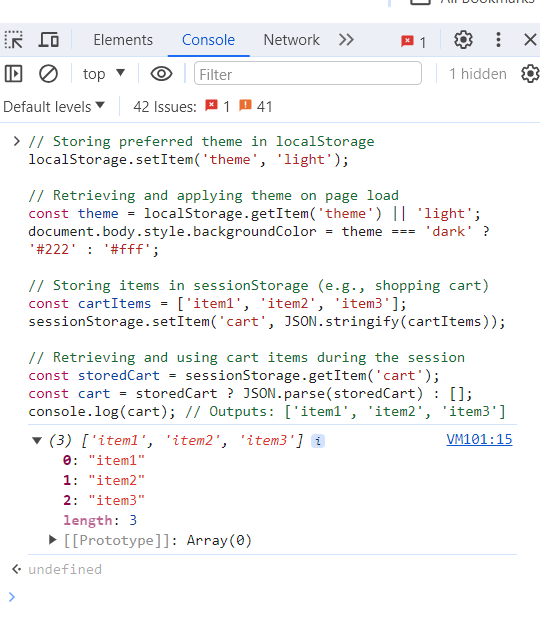 All Bookmarks
Elements Console Network 1
top Filter 1 hidden
Default levels 42 Issues: 1 41
// Storing preferred theme in localStorage
localStorage.setItem('theme', 'light');
// Retrieving and applying theme on page load
const theme = localStorage.getItem('theme') || 'light';
document.body.style.backgroundColor = theme === 'dark' ?
'#222' : '#fff';
// Storing items in sessionStorage (e.g., shopping cart)
const cartItems = ['item1', 'item2', 'item3'];
sessionStorage.setItem('cart', JSON.stringify(cartItems));
// Retrieving and using cart items during the session
const storedCart = sessionStorage.getItem('cart');
const cart = storedCart ? JSON.parse(storedCart) : [];
console.log(cart); // Outputs: ['item1', 'item2', 'item3']
(3) ['item1', 'item2', 'item3'] i VM101:15
0: "item1"
1: "item2"
2: "item3"
length: 3
[[Prototype]]: Array(0)
undefined